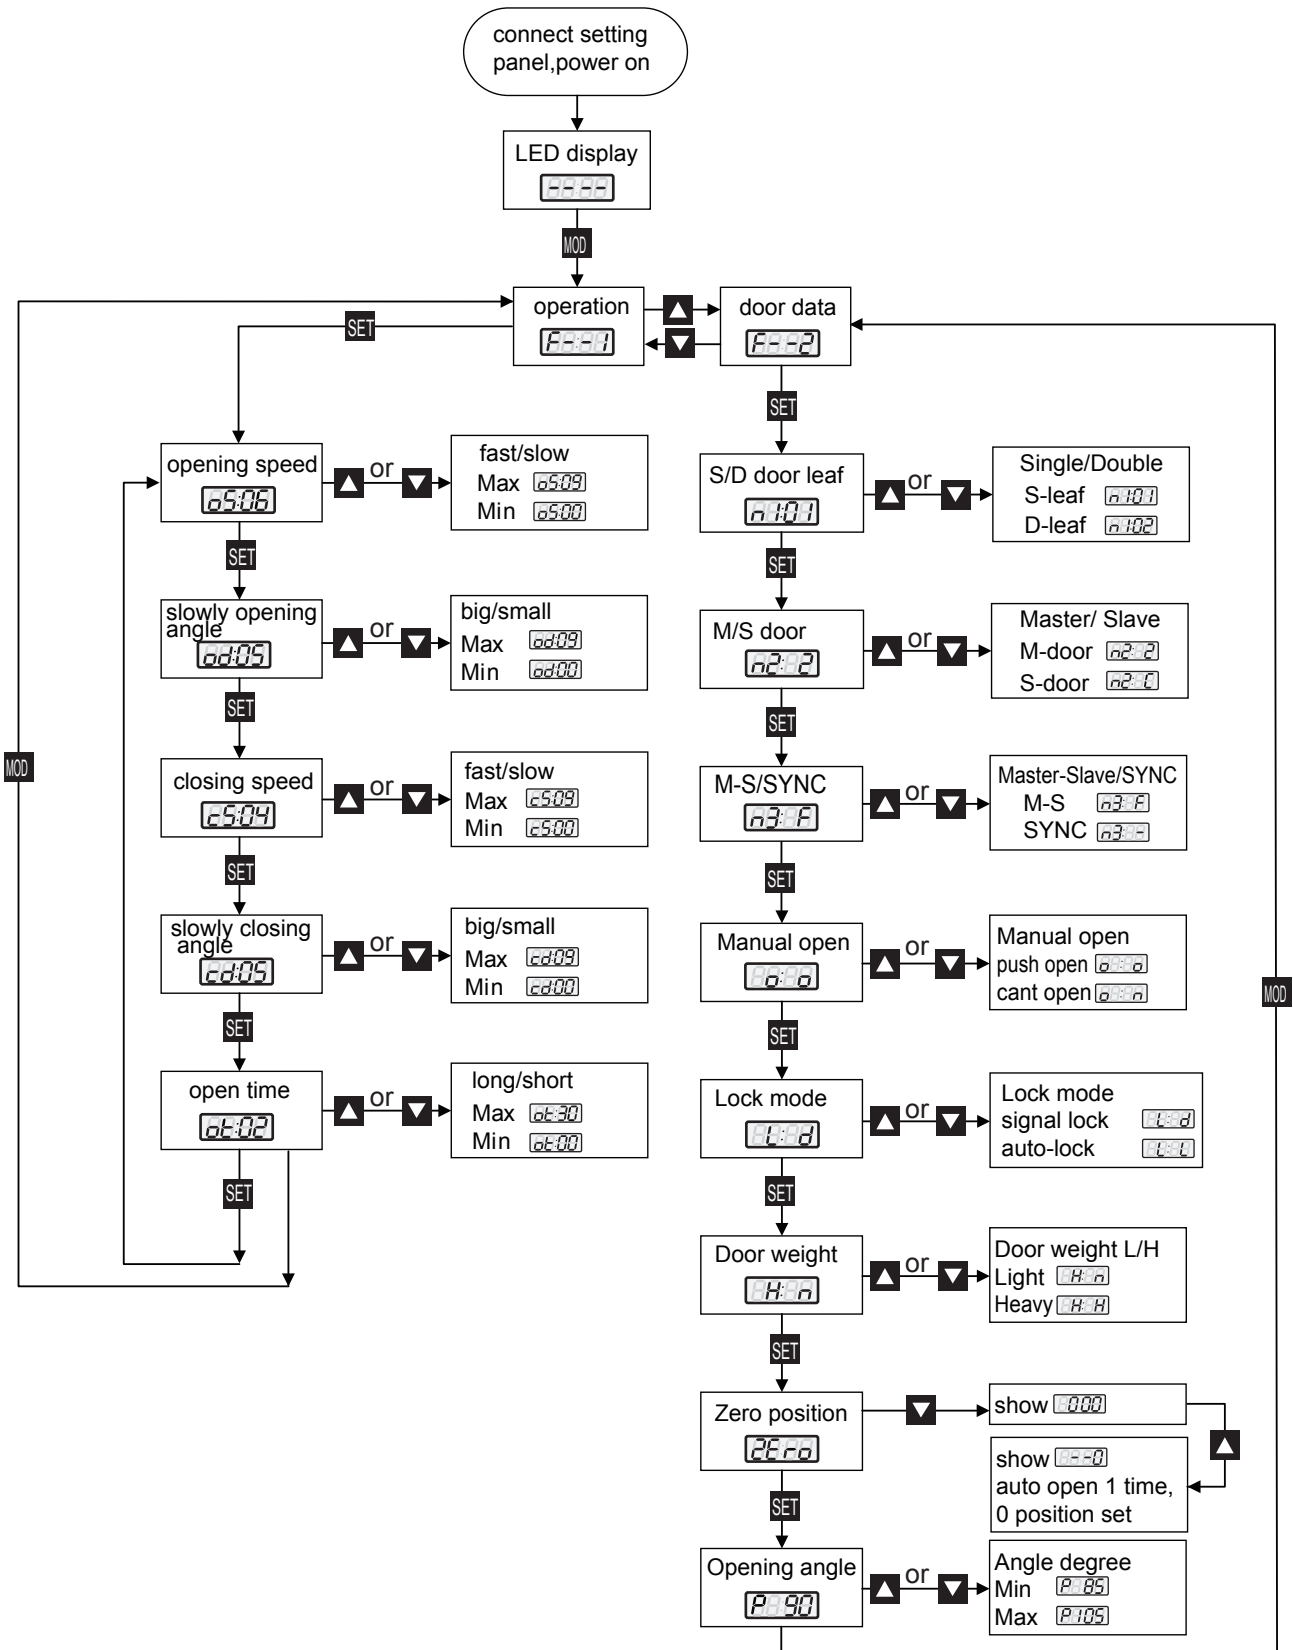 connect setting
panel,power on
LED display
----
MOD
operation
F--1
door data
F--2
SET
opening speed
oS:06
or
fast/slow
Max oS:09
Min oS:00
SET
slowly opening
angle
od:05
or
big/small
Max od:09
Min od:00
SET
closing speed
cS:04
or
fast/slow
Max cS:09
Min cS:00
SET
slowly closing
angle
cd:05
or
big/small
Max cd:09
Min cd:00
SET
open time
ot:02
or
long/short
Max ot:30
Min ot:00
SET
MOD
SET
S/D door leaf
n1:01
or
Single/Double
S-leaf n1:01
D-leaf n1:02
SET
M/S door
n2: 2
or
Master/ Slave
M-door n2: 2
S-door n2: C
SET
M-S/SYNC
n3: F
or
Master-Slave/SYNC
M-S n3: F
SYNC n3: -
SET
Manual open
o: o
or
Manual open
push open o: o
cant open o: n
SET
Lock mode
L: d
or
Lock mode
signal lock L: d
auto-lock L: L
SET
Door weight
H: n
or
Door weight L/H
Light H: n
Heavy H: H
SET
Zero position
ZEro
show 000
show --0
auto open 1 time,
0 position set
SET
Opening angle
P 90
or
Angle degree
Min P 85
Max P105
MOD